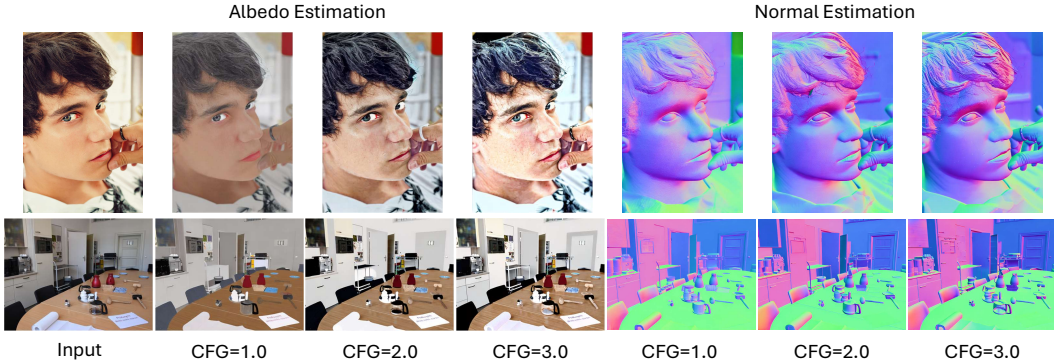 Albedo Estimation Normal Estimation
Input CFG=1.0 CFG=2.0 CFG=3.0 CFG=1.0 CFG=2.0 CFG=3.0